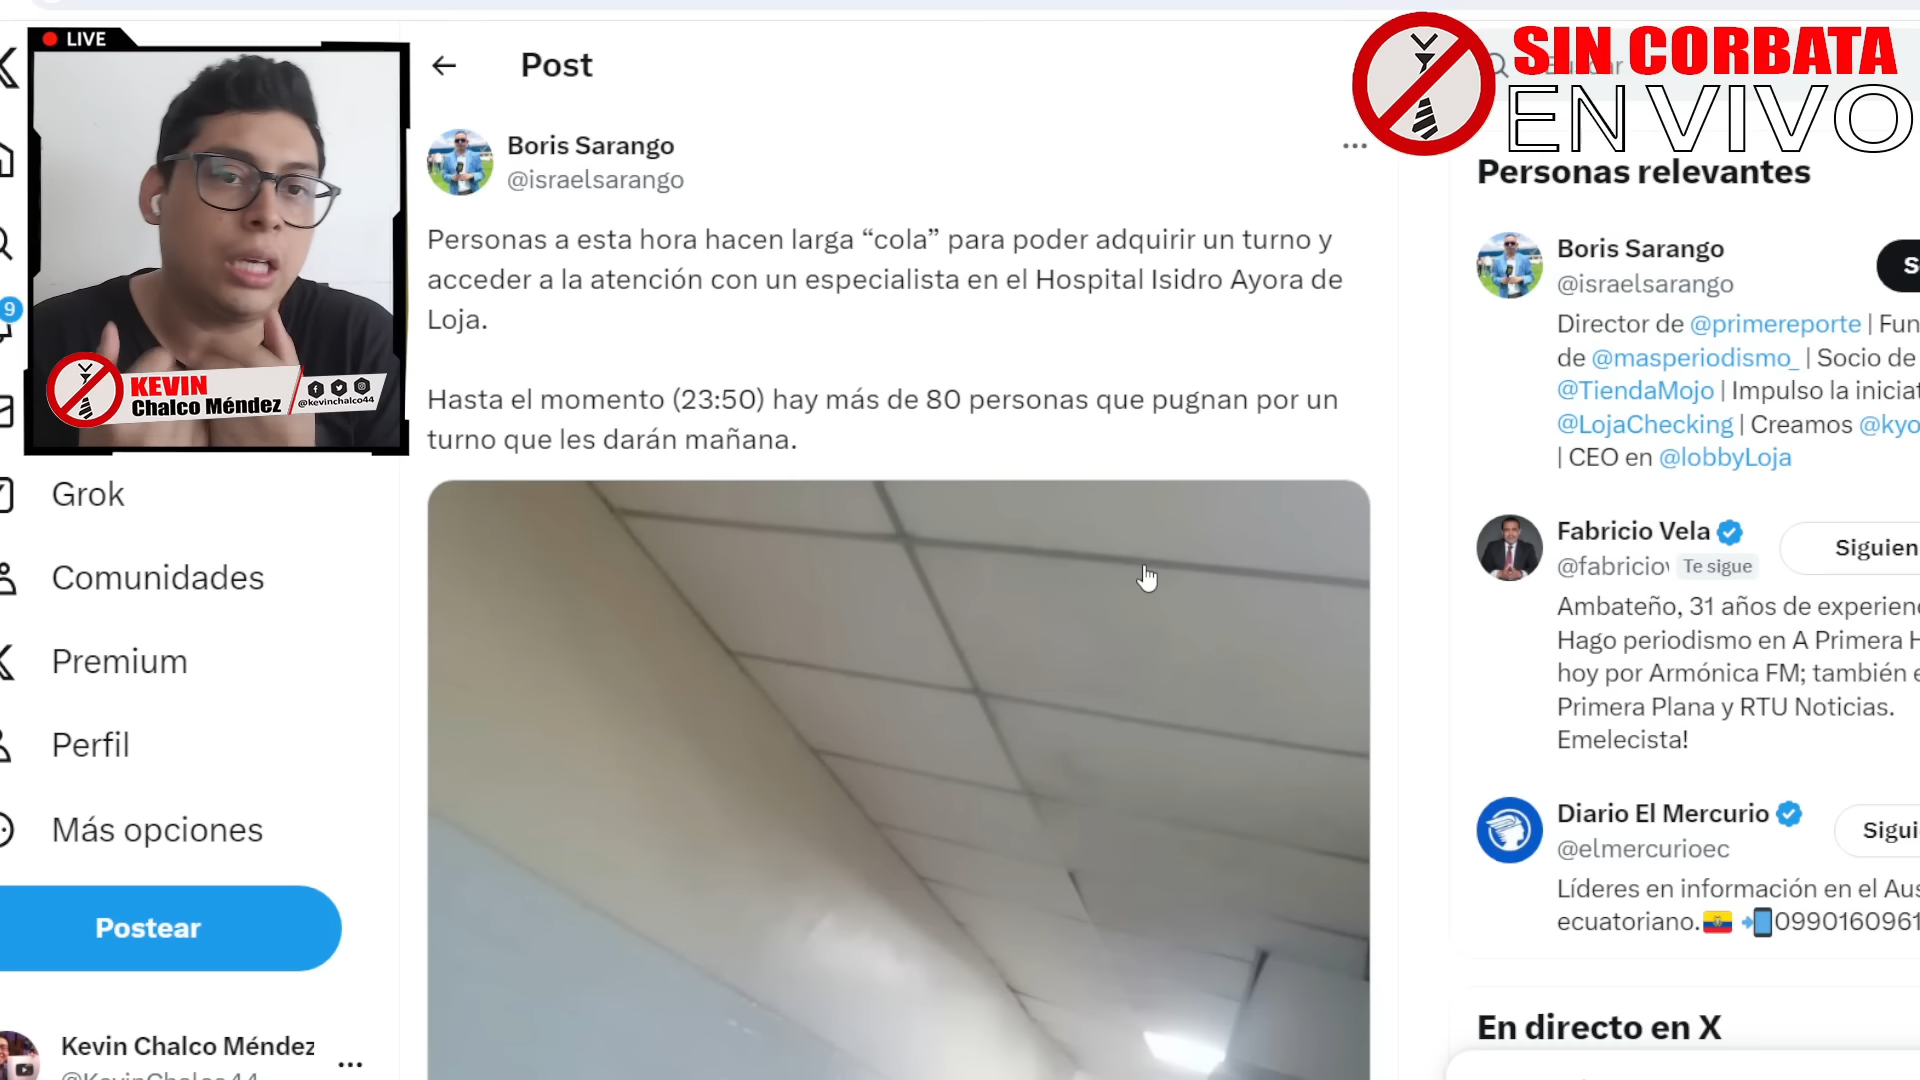 LIVE
KEVIN
Chalco Méndez
@kevinchalco44
9
Grok
Comunidades
Premium
Perfil
Más opciones
Postear
Kevin Chalco Méndez
@KevinChalco44
Post
Boris Sarango
@israelsarango
Personas a esta hora hacen larga “cola” para poder adquirir un turno y
acceder a la atención con un especialista en el Hospital Isidro Ayora de
Loja.
Hasta el momento (23:50) hay más de 80 personas que pugnan por un
turno que les darán mañana.
SIN CORBATA
EN VIVO
Personas relevantes
Boris Sarango
@israelsarango
Director de @primereporte | Fun
de @masperiodismo_ | Socio de
@TiendaMojo | Impulso la iniciat
@LojaChecking | Creamos @kyo
| CEO en @lobbyLoja
Fabricio Vela
@fabriciov Te sigue
Siguien
Ambateño, 31 años de experienc
Hago periodismo en A Primera H
hoy por Armónica FM; también e
Primera Plana y RTU Noticias.
Emelecista!
Diario El Mercurio
@elmercurioec
Sigui
Líderes en información en el Aus
ecuatoriano. 0990160961
En directo en X